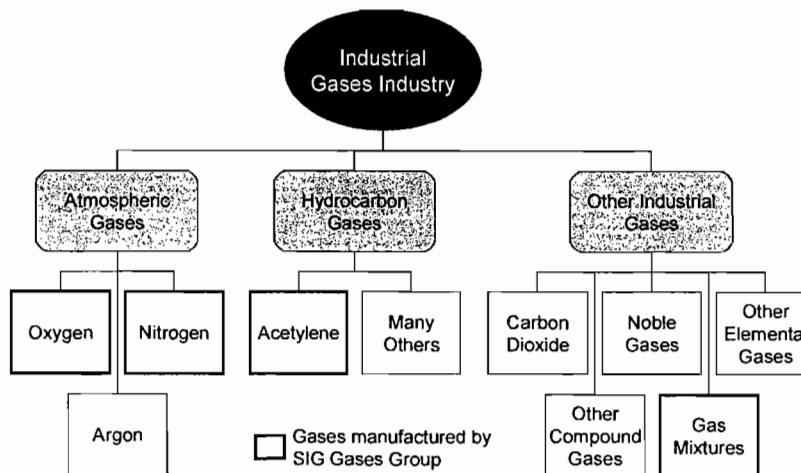 Industrial
Gases Industry
Atmospheric
Gases
Hydrocarbon
Gases
Other Industrial
Gases
Oxygen
Nitrogen
Acetylene
Many
Others
Carbon
Dioxide
Noble
Gases
Other
Elemental
Gases
Argon
Gases manufactured by
SIG Gases Group
Other
Compound
Gases
Gas
Mixtures